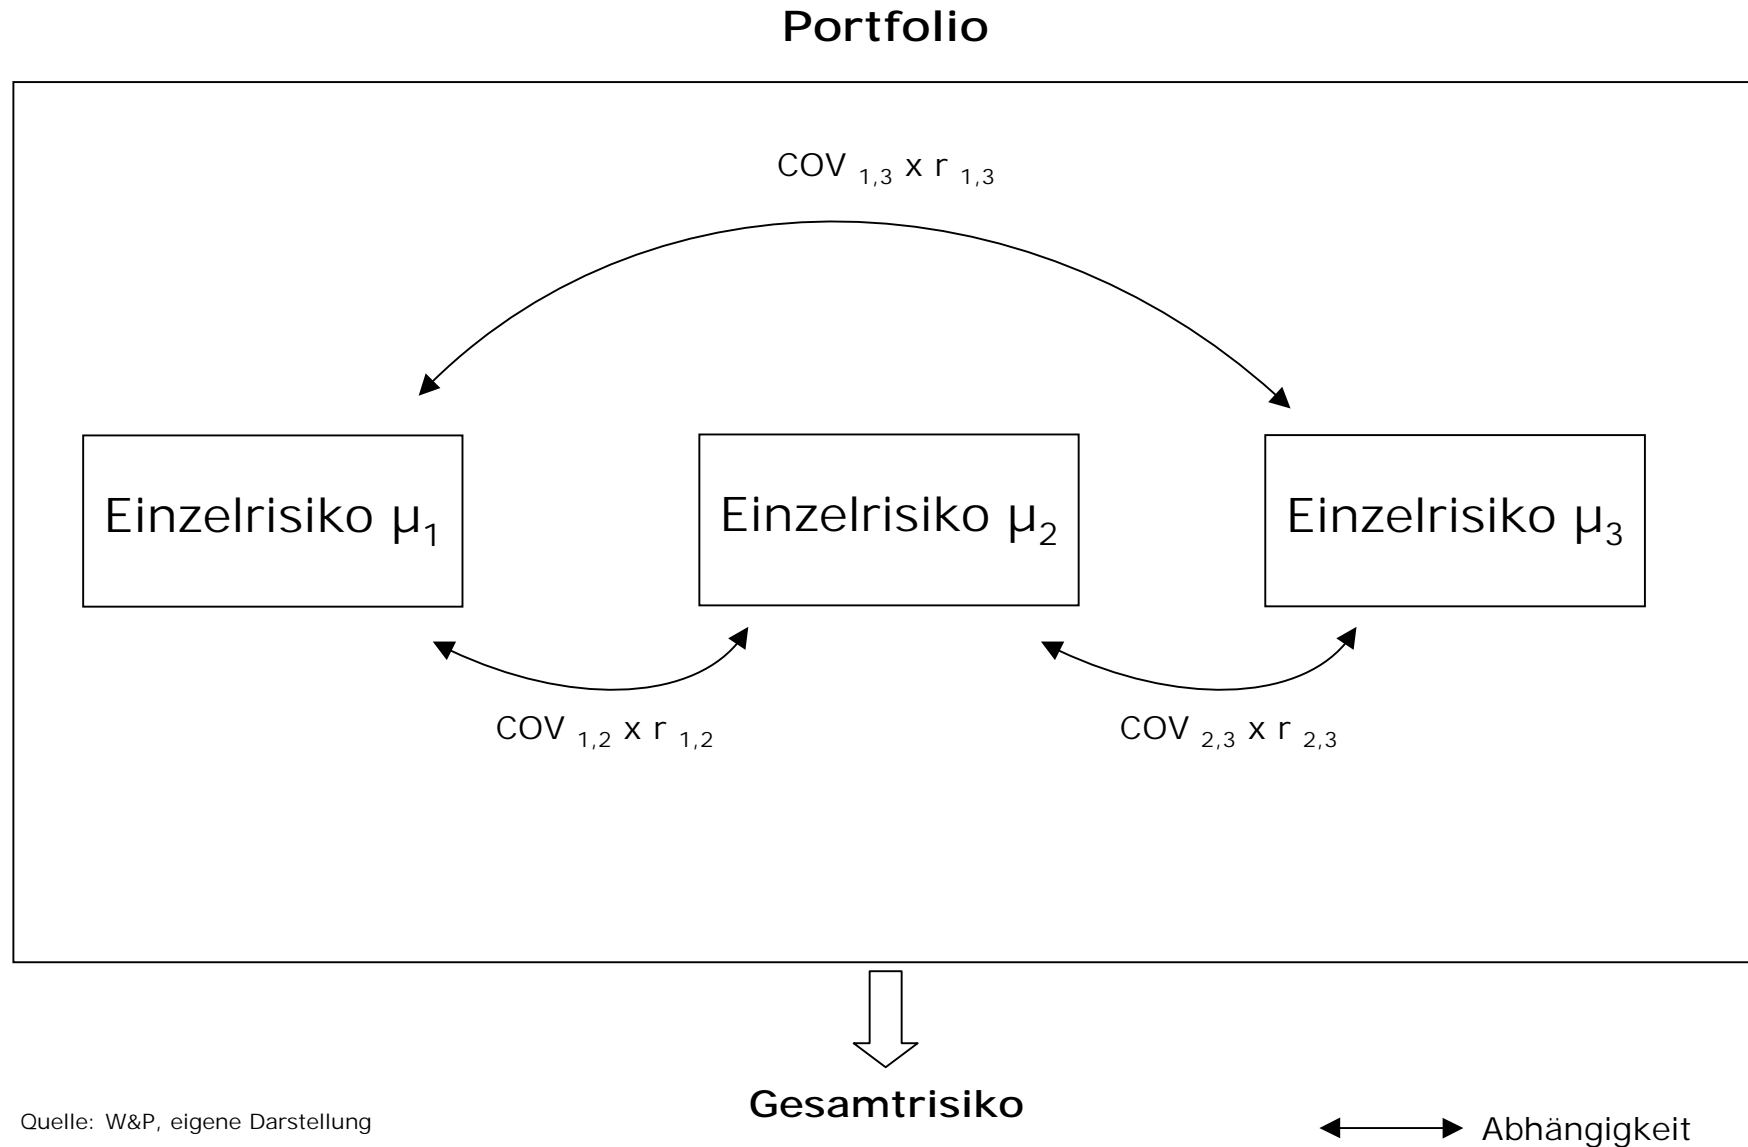 Portfolio
COV 1,3 x r 1,3
Einzelrisiko µ1 Einzelrisiko µ2 Einzelrisiko µ3
COV 1,2 x r 1,2 COV 2,3 x r 2,3
Gesamtrisiko
Quelle: W&P, eigene Darstellung
Abhängigkeit